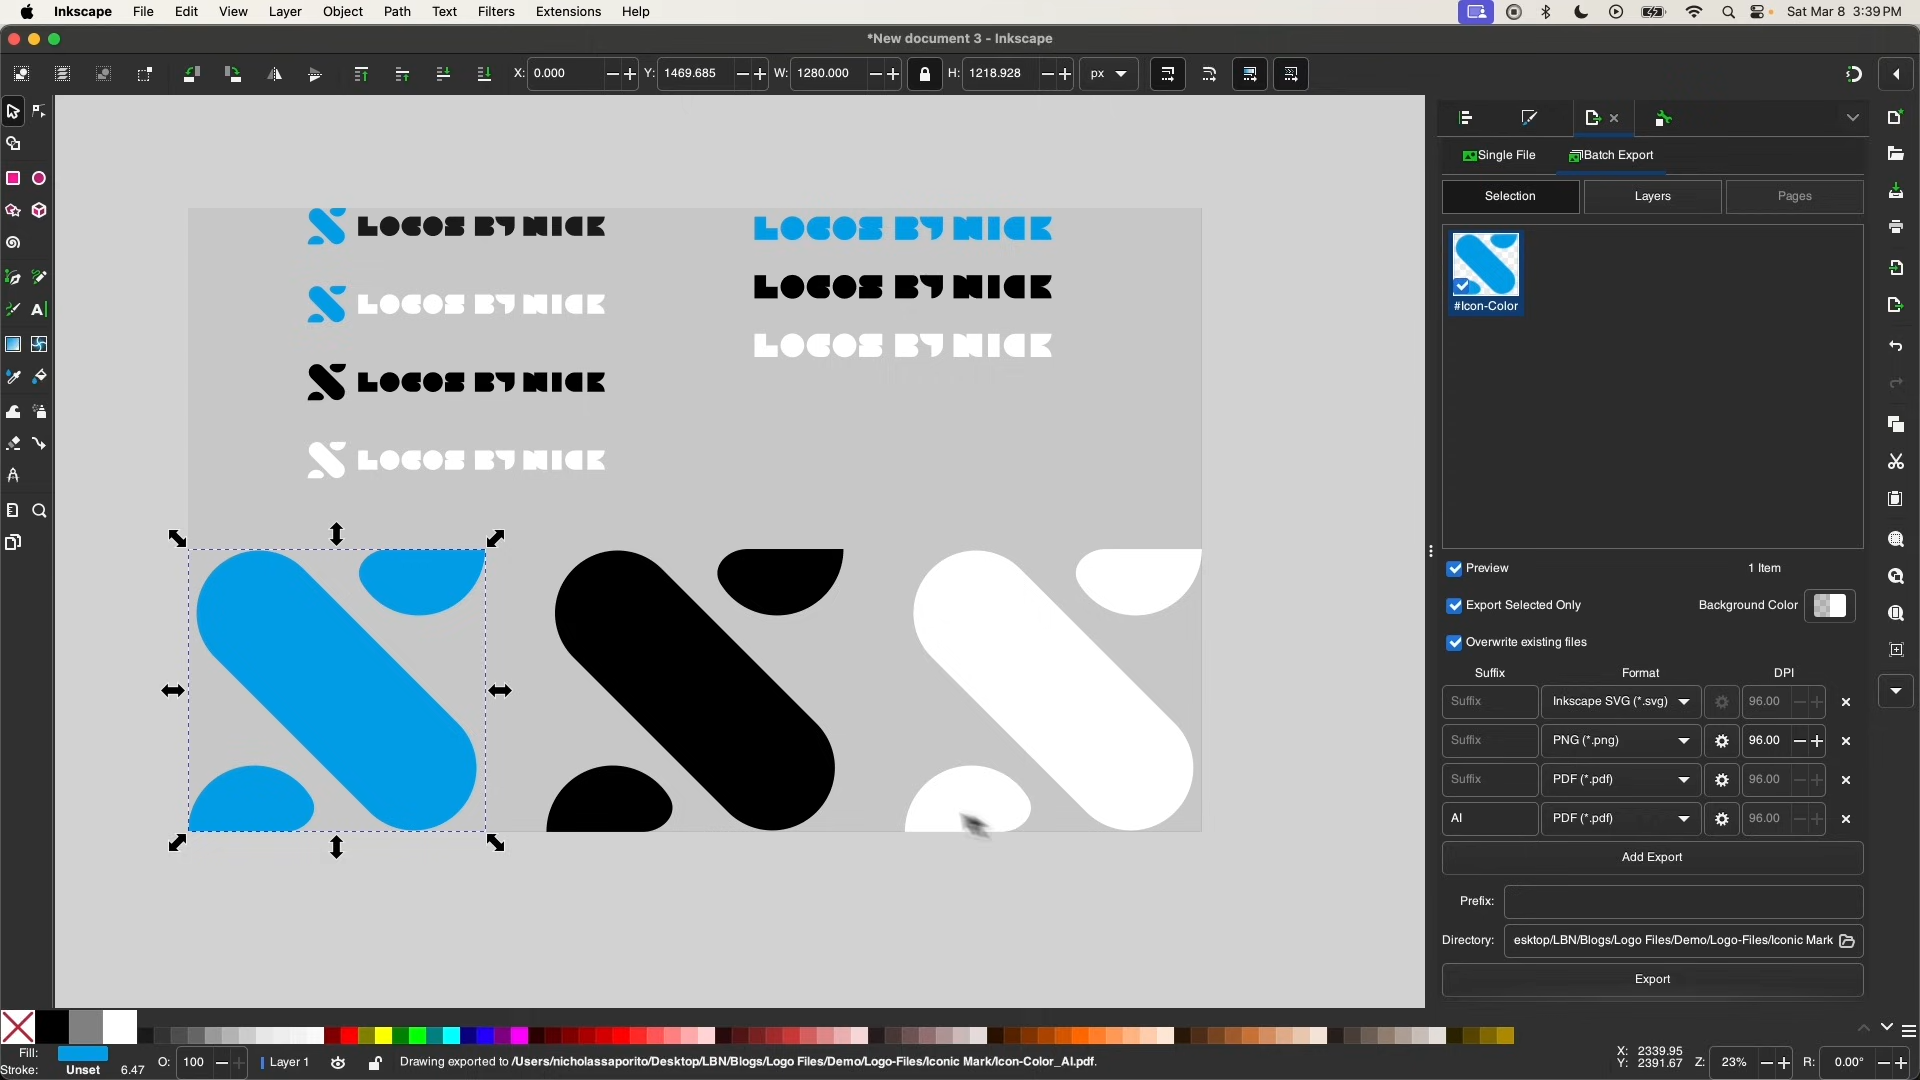 Inkscape File Edit View Layer Object Path Text Filters Extensions Help Sat Mar 8 3:39 PM
*New document 3 - Inkscape
X: 0.000 Y: 1469.685 W: 1280.000 H: 1218.928 px
Single File Batch Export
Selection Layers Pages
#Icon-Color
LOGOS BY NICK
LOGOS BY NICK
LOGOS BY NICK
LOGOS BY NICK
LOGOS BY NICK
LOGOS BY NICK
LOGOS BY NICK
Preview 1 Item
Export Selected Only Background Color
Overwrite existing files
Suffix Format DPI
Suffix Inkscape SVG (*.svg) 96.00
Suffix PNG (*.png) 96.00
Suffix PDF (*.pdf) 96.00
AI PDF (*.pdf) 96.00
Add Export
Prefix:
Directory: esktop/LBN/Blogs/Logo Files/Demo/Logo-Files/Iconic Mark
Export
Fill:
Stroke: Unset 6.47 O: 100 Layer 1 Drawing exported to /Users/nicholassaporito/Desktop/LBN/Blogs/Logo Files/Demo/Logo-Files/Iconic Mark/Icon-Color_AI.pdf.
X: 2339.95
Y: 2391.67 Z: 23% R: 0.00°